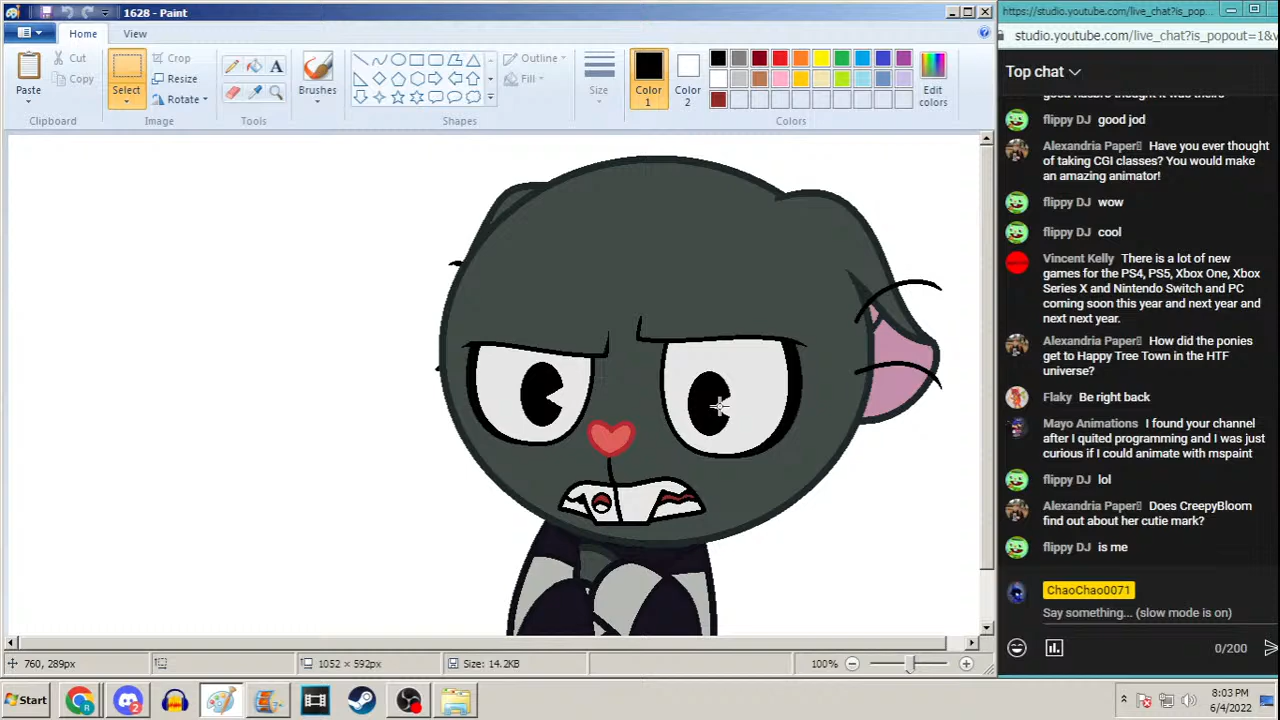 1628 - Paint
https://studio.youtube.com/live_chat?is_pop...
Home
View
https://studio.youtube.com/live_chat?is_popout=1&v
Paste
Cut
Copy
Select
Crop
Resize
Rotate
A
Brushes
Outline
Fill
Size
Color 1
Color 2
Edit colors
Clipboard
Image
Tools
Shapes
Colors
Top chat
flippy DJ good jod
Alexandria Paper Have you ever thought
of taking CGI classes? You would make
an amazing animator!
flippy DJ wow
flippy DJ cool
Vincent Kelly There is a lot of new
games for the PS4, PS5, Xbox One, Xbox
Series X and Nintendo Switch and PC
coming soon this year and next year and
next next year.
Alexandria Paper How did the ponies
get to Happy Tree Town in the HTF
universe?
Flaky Be right back
Mayo Animations I found your channel
after I quited programming and I was just
curious if I could animate with mspaint
flippy DJ lol
Alexandria Paper Does CreepyBloom
find out about her cutie mark?
flippy DJ is me
ChaoChao0071
Say something... (slow mode is on)
0/200
760, 289px
1052 × 592px
Size: 14.2KB
100%
Start
2
8:03 PM
6/4/2022